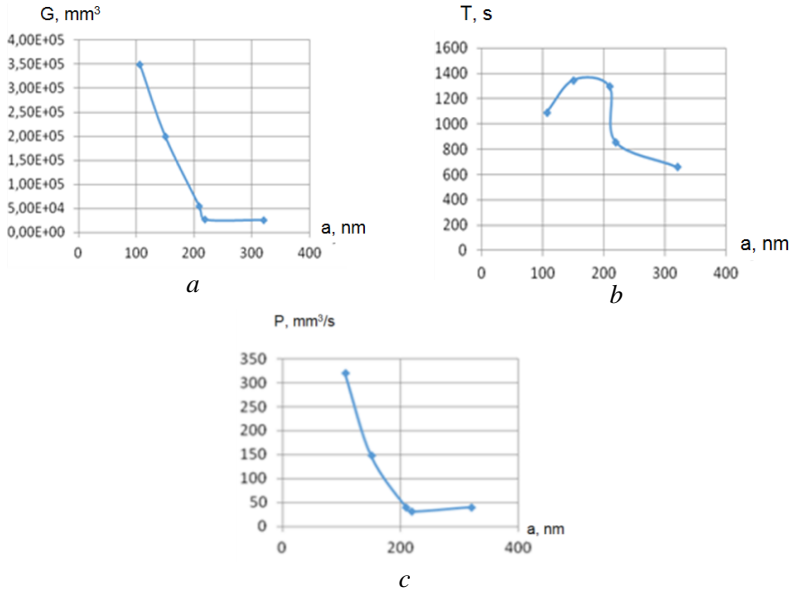 G, mm³
4,00E+05
3,50E+05
3,00E+05
2,50E+05
2,00E+05
1,50E+05
1,00E+05
5,00E+04
0,00E+00
0 100 200 300 400
a, nm
a
T, s
1600
1400
1200
1000
800
600
400
200
0
0 100 200 300 400
a, nm
b
P, mm³/s
350
300
250
200
150
100
50
0
0 200 400
a, nm
c